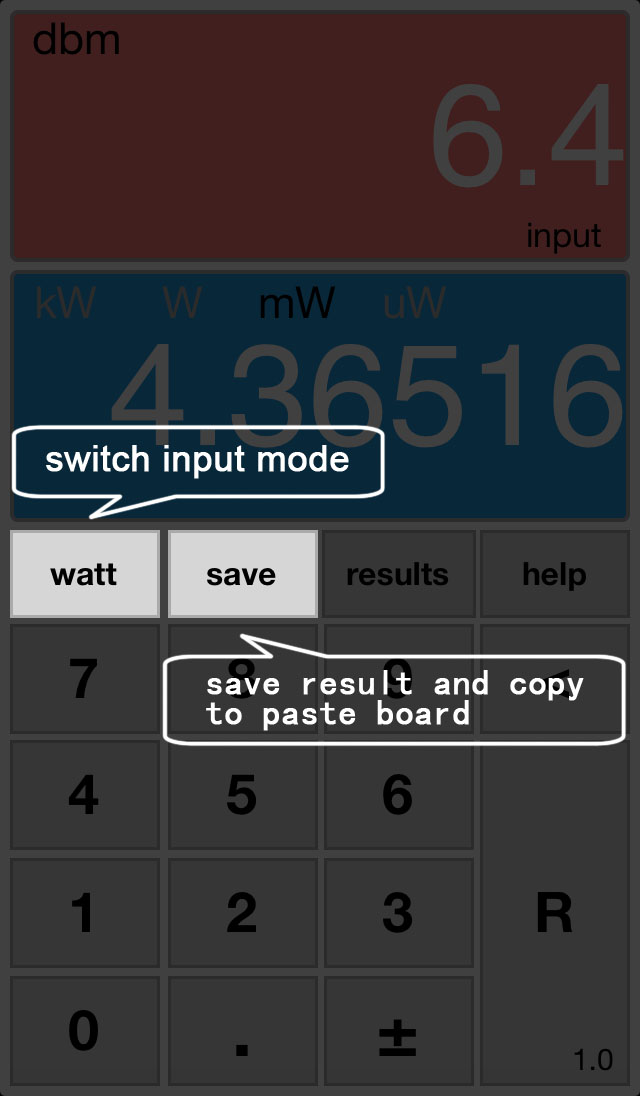 dbm
6.4
input
kW W mW uW
4.36516
switch input mode
watt save results help
7 8 9 <
save result and copy
to paste board
4 5 6
1 2 3 R
0 . ±
1.0